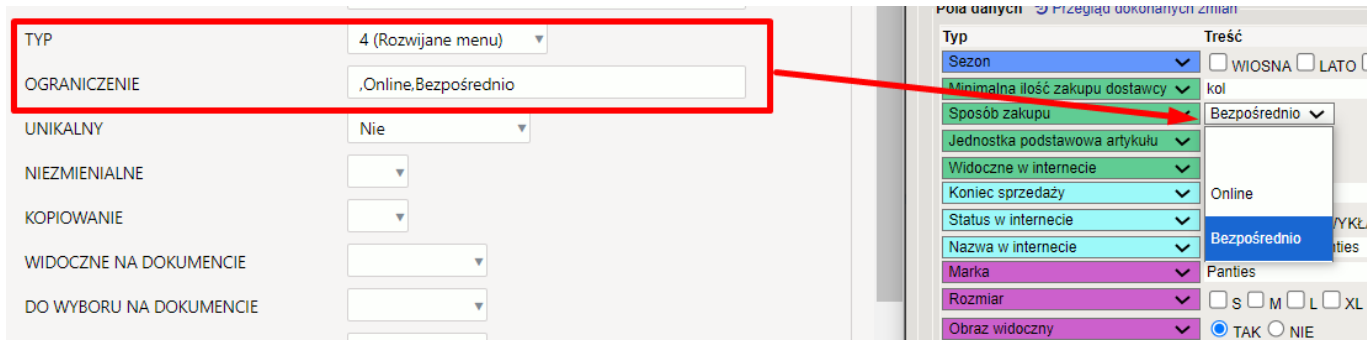 TYP
4 (Rozwijane menu)
OGRANICZENIE
,Online,Bezpośrednio
UNIKALNY
Nie
NIEZMIENIALNE
KOPIOWANIE
WIDOCZNE NA DOKUMENCIE
DO WYBORU NA DOKUMENCIE
Pola danych Przegląd dokonanych zmian
Typ Treść
Sezon WIOSNA LATO
Minimalna ilość zakupu dostawcy kol
Sposób zakupu Bezpośrednio
Jednostka podstawowa artykułu
Widoczne w internecie
Koniec sprzedaży Online
Status w internecie
Bezpośrednio
Nazwa w internecie
Marka Panties
Rozmiar S M L XL
Obraz widoczny TAK NIE